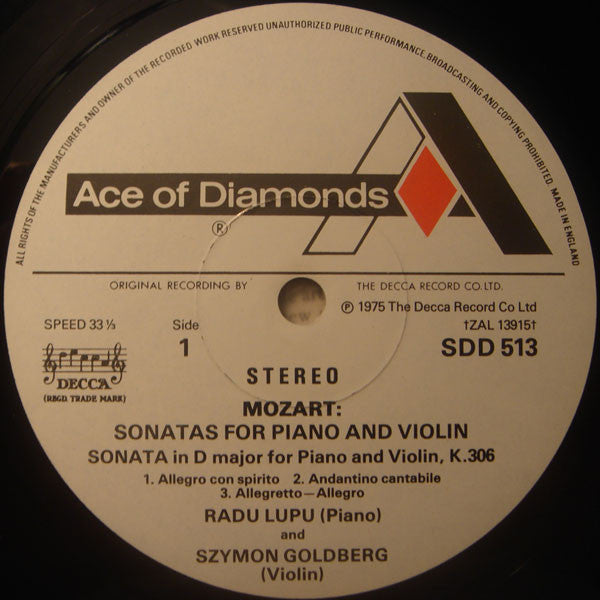 ALL RIGHTS OF THE MANUFACTURERS AND OWNER OF THE RECORDED WORK RESERVED UNAUTHORIZED PUBLIC PERFORMANCE, BROADCASTING AND COPYING PROHIBITED. MADE IN ENGLAND
Ace of Diamonds
®
ORIGINAL RECORDING BY THE DECCA RECORD CO. LTD.
℗ 1975 The Decca Record Co Ltd
SPEED 33⅓ Side †ZAL 13915†
1 SDD 513
DECCA
(REGD. TRADE MARK)
STEREO
MOZART:
SONATAS FOR PIANO AND VIOLIN
SONATA in D major for Piano and Violin, K.306
1. Allegro con spirito 2. Andantino cantabile
3. Allegretto—Allegro
RADU LUPU (Piano)
and
SZYMON GOLDBERG
(Violin)